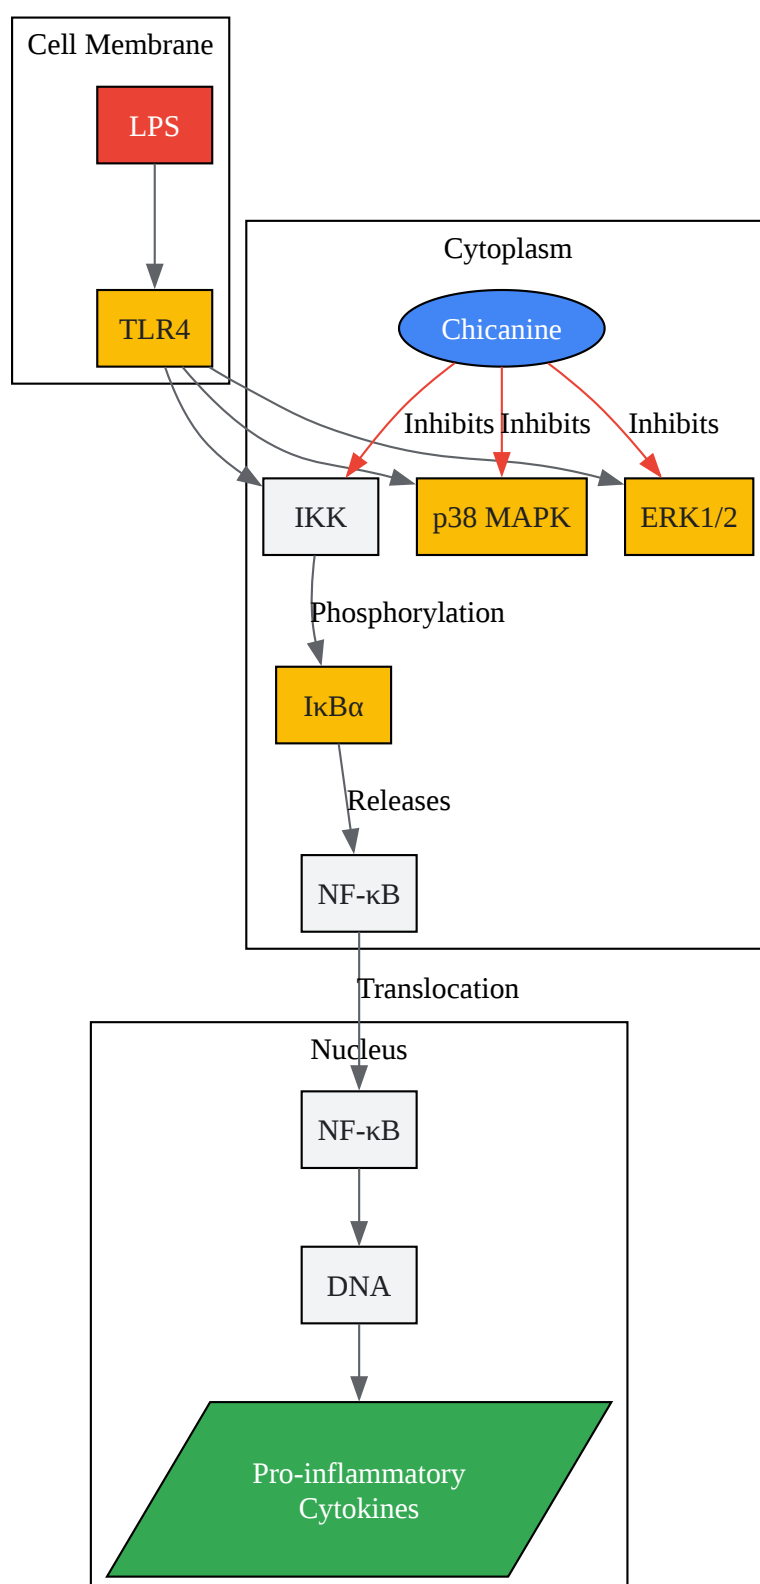 Cell Membrane
LPS
TLR4
Cytoplasm
Chicanine
Inhibits
Inhibits
Inhibits
IKK
p38 MAPK
ERK1/2
Phosphorylation
IκBα
Releases
NF-κB
Translocation
Nucleus
NF-κB
DNA
Pro-inflammatory
Cytokines